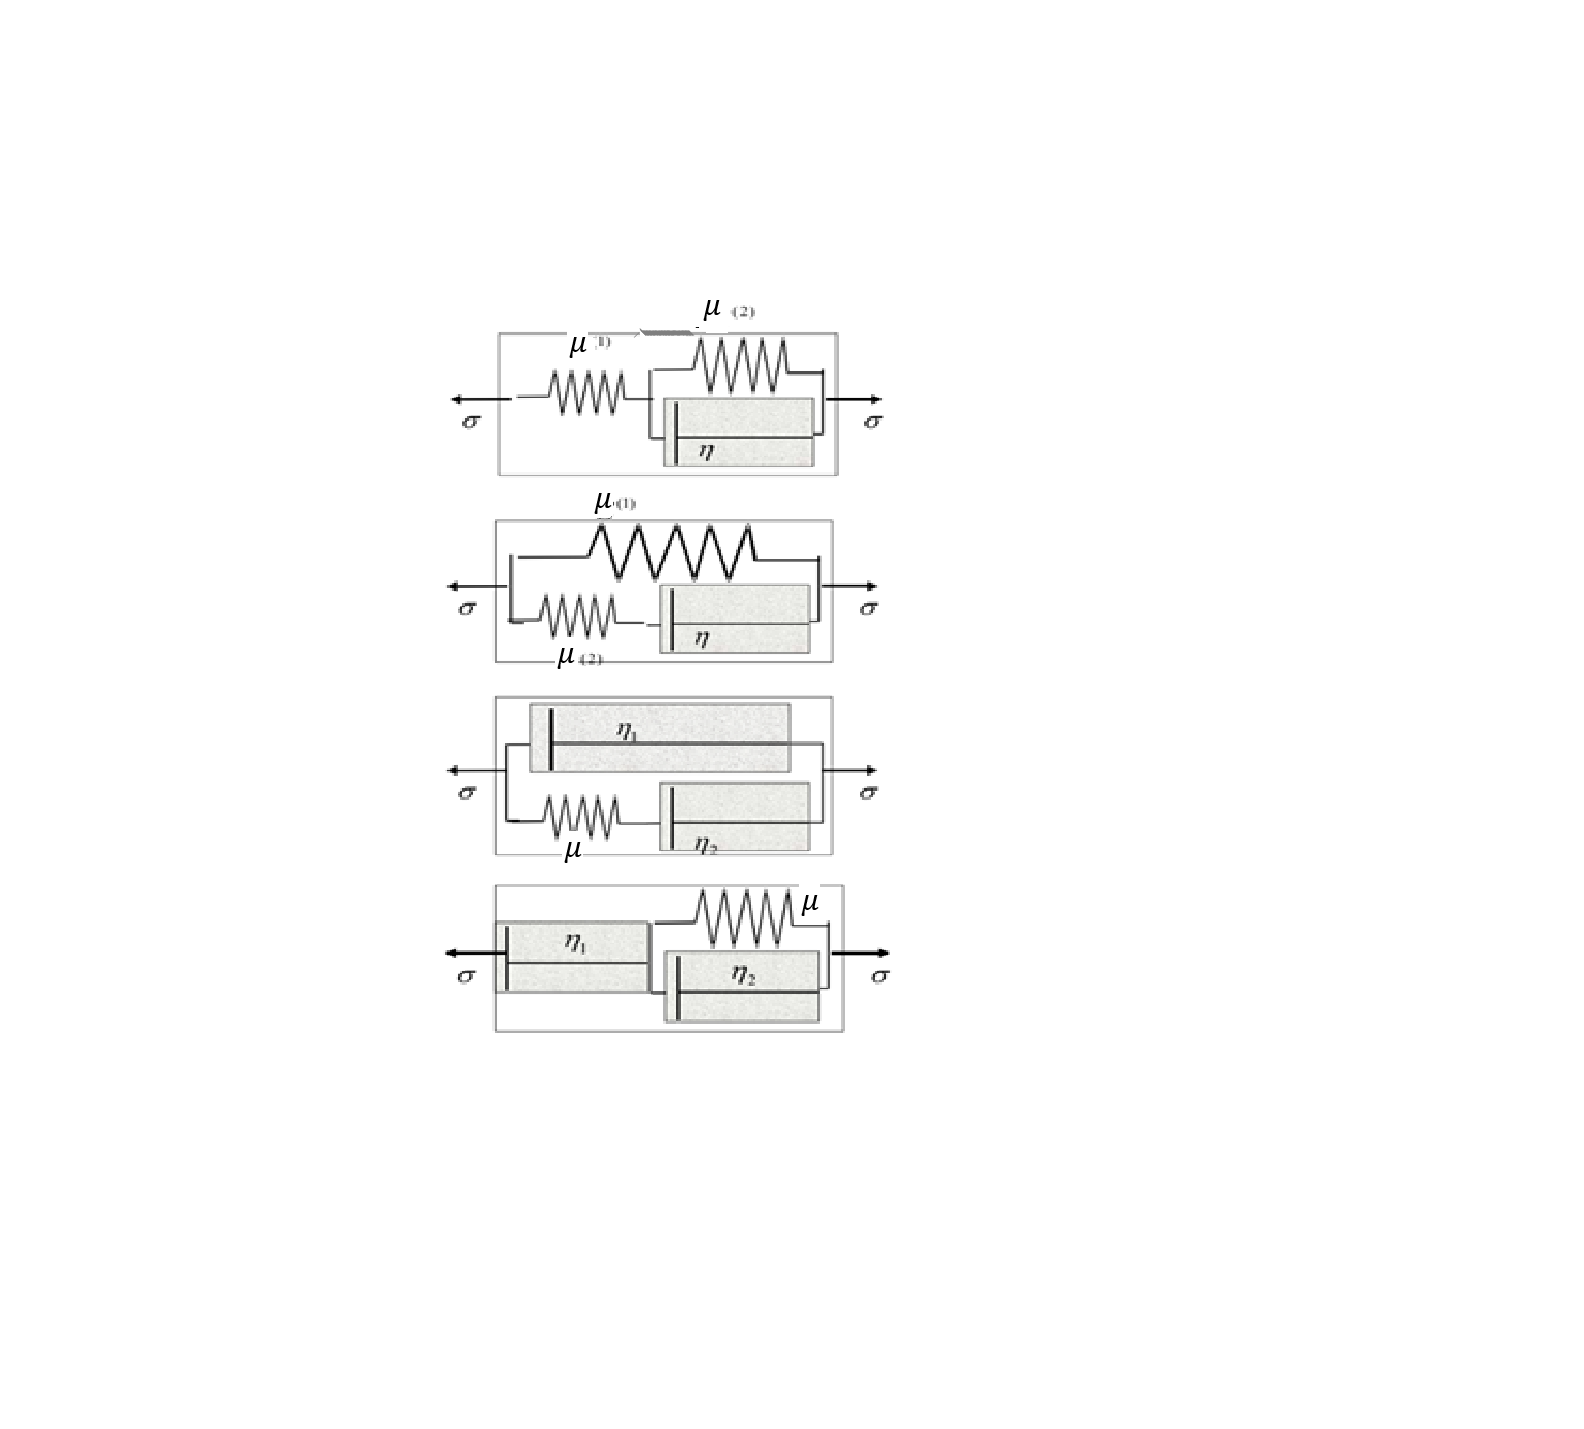 μ (2)
μ (1)
σ σ
η
μ (1)
σ σ
η
μ (2)
η₁
σ σ
η₂
μ
μ
η₁
σ η₂ σ